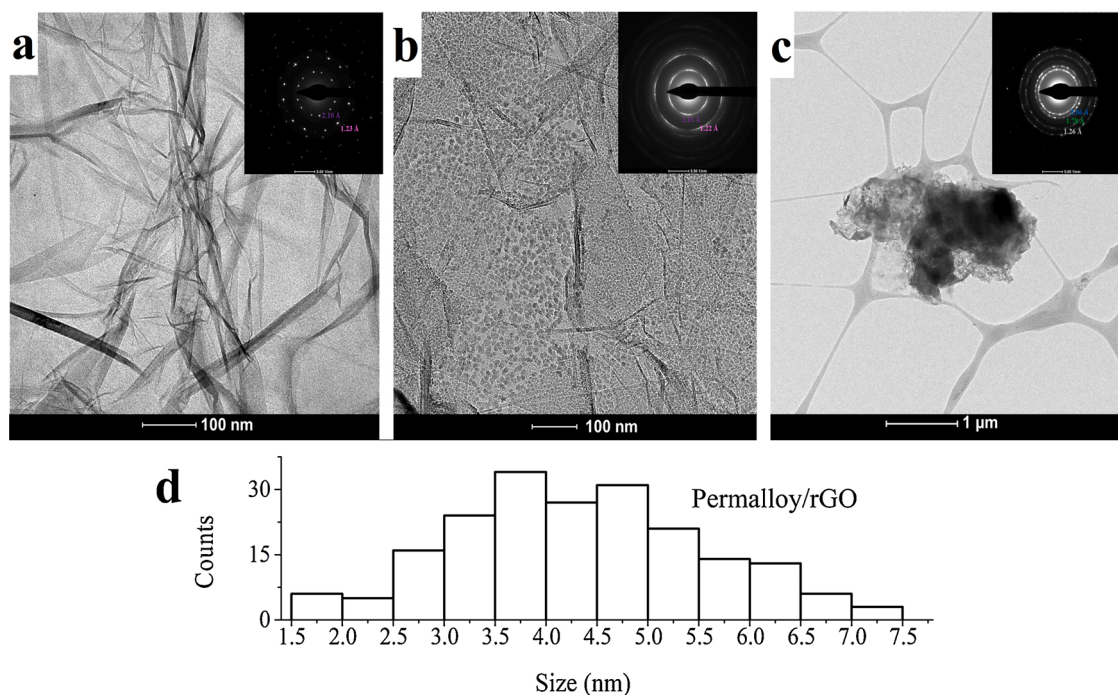 a
2.10 Å
1.23 Å
100 nm
b
1.22 Å
100 nm
c
1.26 Å
1 µm
d
Permalloy/rGO
Counts
30
15
0
1.5 2.0 2.5 3.0 3.5 4.0 4.5 5.0 5.5 6.0 6.5 7.0 7.5
Size (nm)